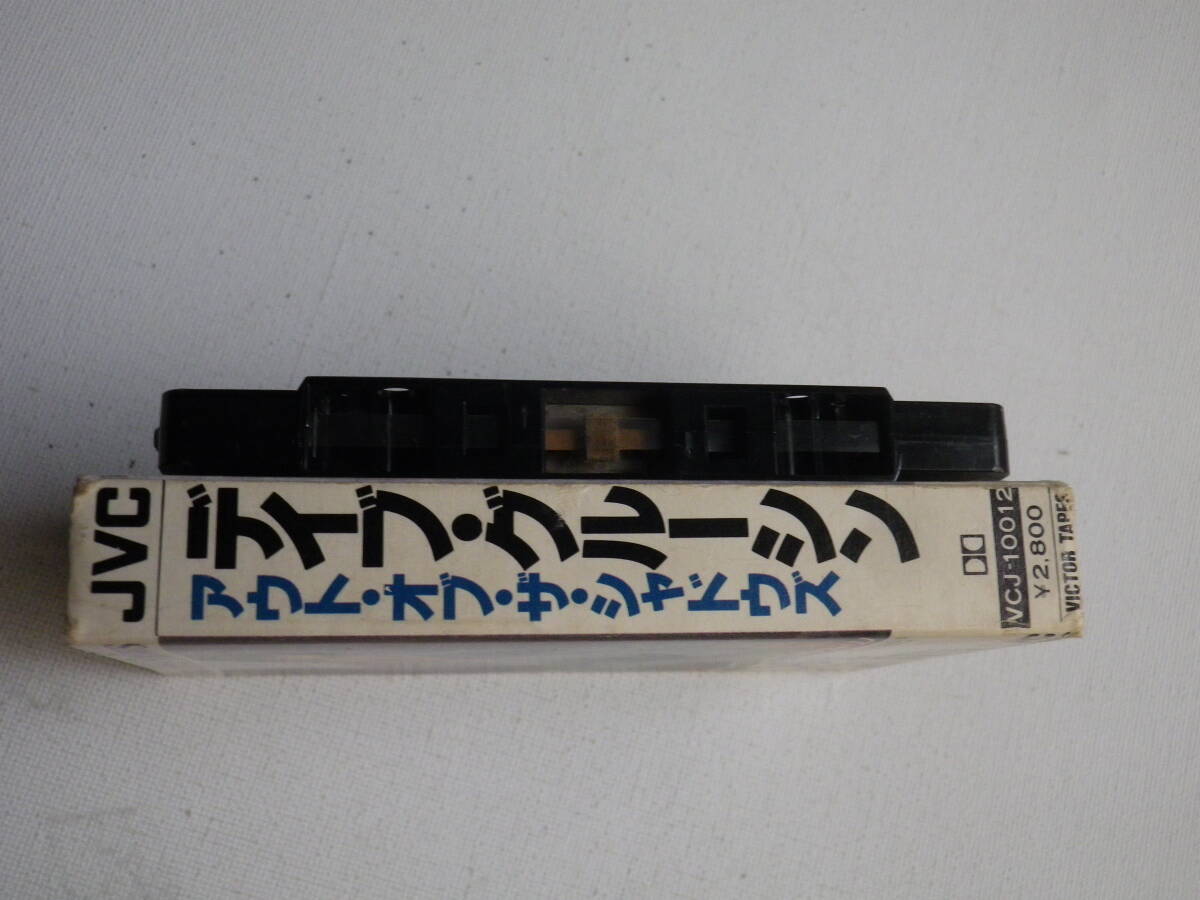 JVC
デイブ・グルーシン
アウト・オブ・ザ・シャドウズ
VCJ-10012
¥2,800
VICTOR TAPES